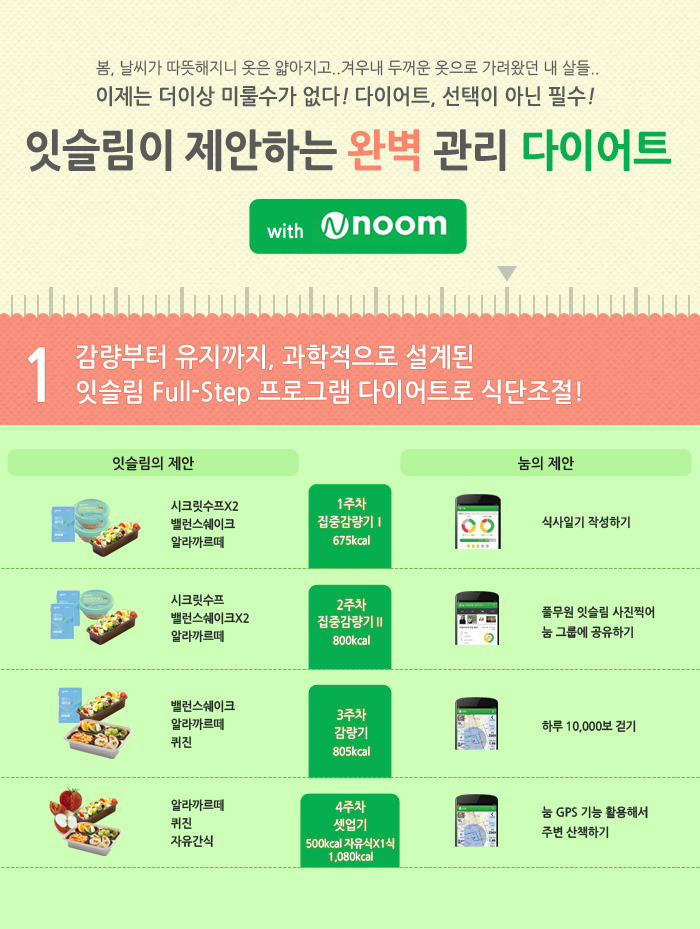 봄, 날씨가 따뜻해지니 옷은 얇아지고..겨우내 두꺼운 옷으로 가려왔던 내 살들..
이제는 더이상 미룰수가 없다! 다이어트, 선택이 아닌 필수!
잇슬림이 제안하는 완벽 관리 다이어트
with noom
1
감량부터 유지까지, 과학적으로 설계된
잇슬림 Full-Step 프로그램 다이어트로 식단조절!
잇슬림의 제안
눔의 제안
시크릿수프X2
밸런스쉐이크
알라까르떼
1주차
집중감량기 I
675kcal
식사일기 작성하기
시크릿수프
밸런스쉐이크X2
알라까르떼
2주차
집중감량기 II
800kcal
풀무원 잇슬림 사진찍어
눔 그룹에 공유하기
밸런스쉐이크
알라까르떼
퀴진
3주차
감량기
805kcal
하루 10,000보 걷기
알라까르떼
퀴진
자유간식
4주차
셋업기
500kcal 자유식X1식
1,080kcal
눔 GPS 기능 활용해서
주변 산책하기